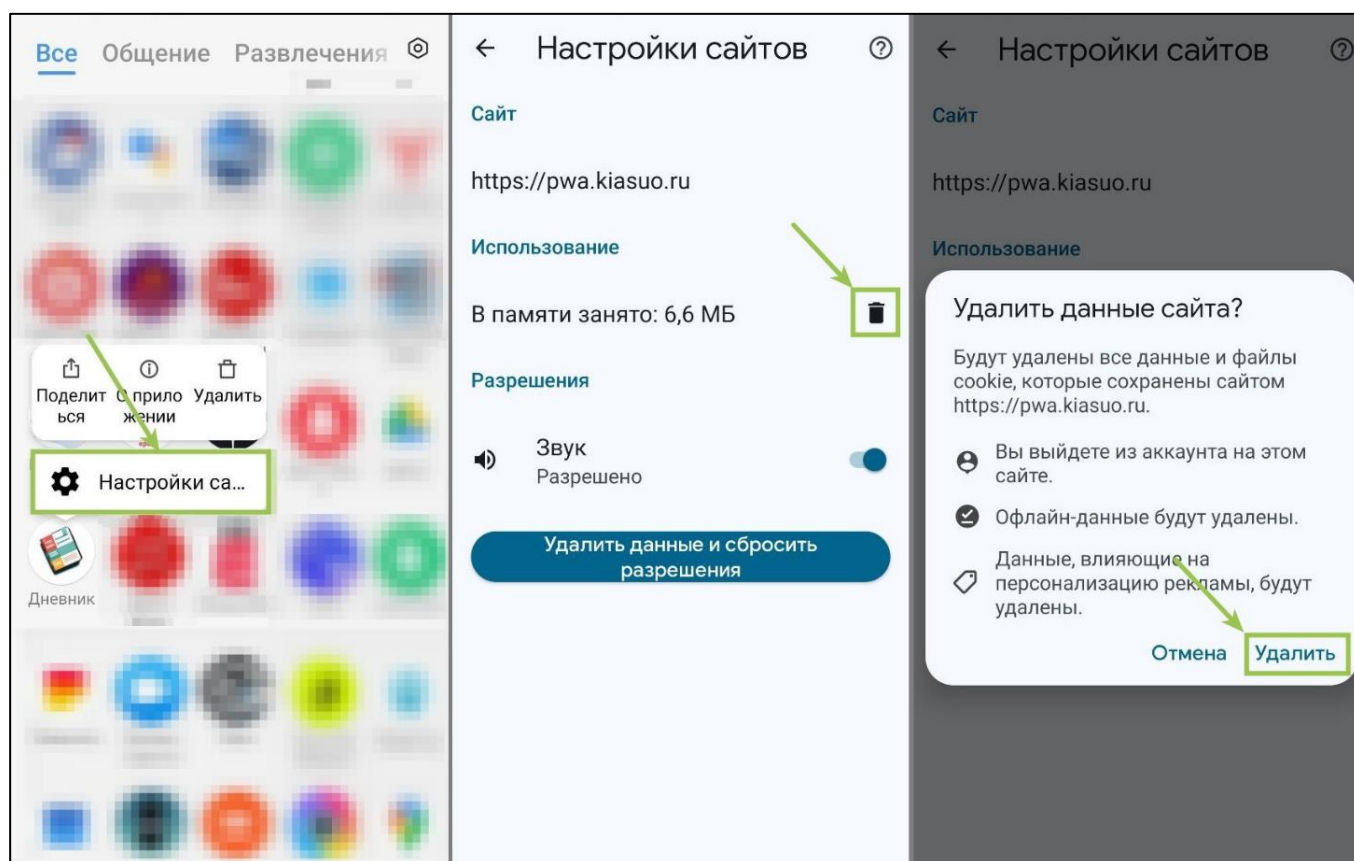 Все Общение Развлечения
Поделит
ься
О прило
жении
Удалить
Настройки са...
Дневник
Настройки сайтов
Сайт
https://pwa.kiasuo.ru
Использование
В памяти занято: 6,6 МБ
Разрешения
Звук
Разрешено
Удалить данные и сбросить
разрешения
Настройки сайтов
Сайт
https://pwa.kiasuo.ru
Использование
Удалить данные сайта?
Будут удалены все данные и файлы
cookie, которые сохранены сайтом
https://pwa.kiasuo.ru.
Вы выйдете из аккаунта на этом
сайте.
Офлайн-данные будут удалены.
Данные, влияющие на
персонализацию рекламы, будут
удалены.
Отмена Удалить